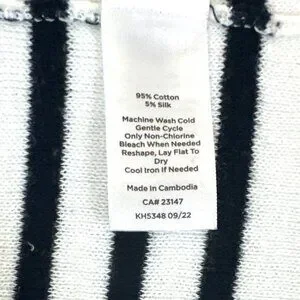 95% Cotton
5% Silk
Machine Wash Cold
Gentle Cycle
Only Non-Chlorine
Bleach When Needed
Reshape, Lay Flat To
Dry
Cool Iron If Needed
Made in Cambodia
CA# 23147
KH5348 09/22